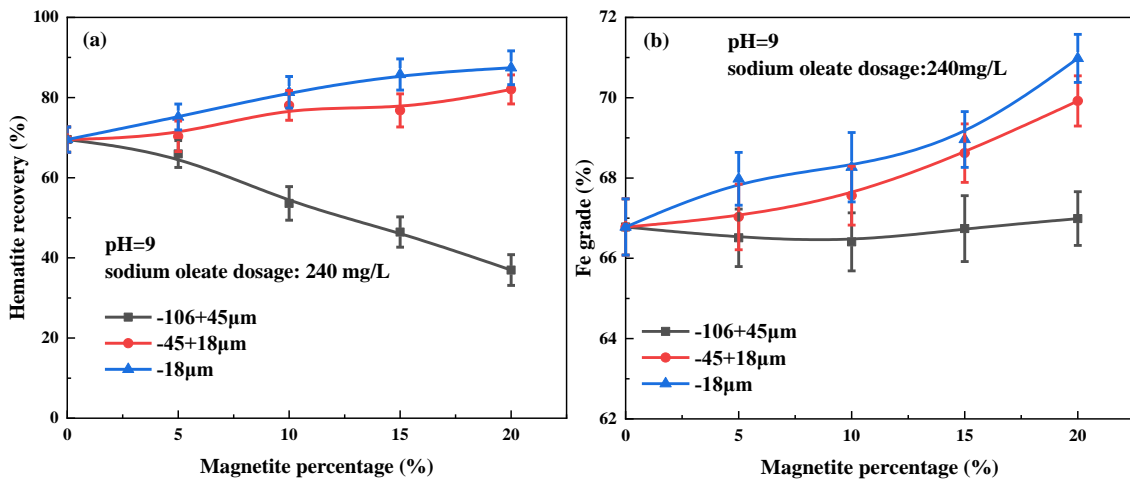 (a)
pH=9
sodium oleate dosage: 240 mg/L
-106+45μm
-45+18μm
-18μm
Hematite recovery (%)
100
80
60
40
20
0
0 5 10 15 20
Magnetite percentage (%)
(b)
pH=9
sodium oleate dosage:240mg/L
-106+45μm
-45+18μm
-18μm
Fe grade (%)
72
70
68
66
64
62
0 5 10 15 20
Magnetite percentage (%)